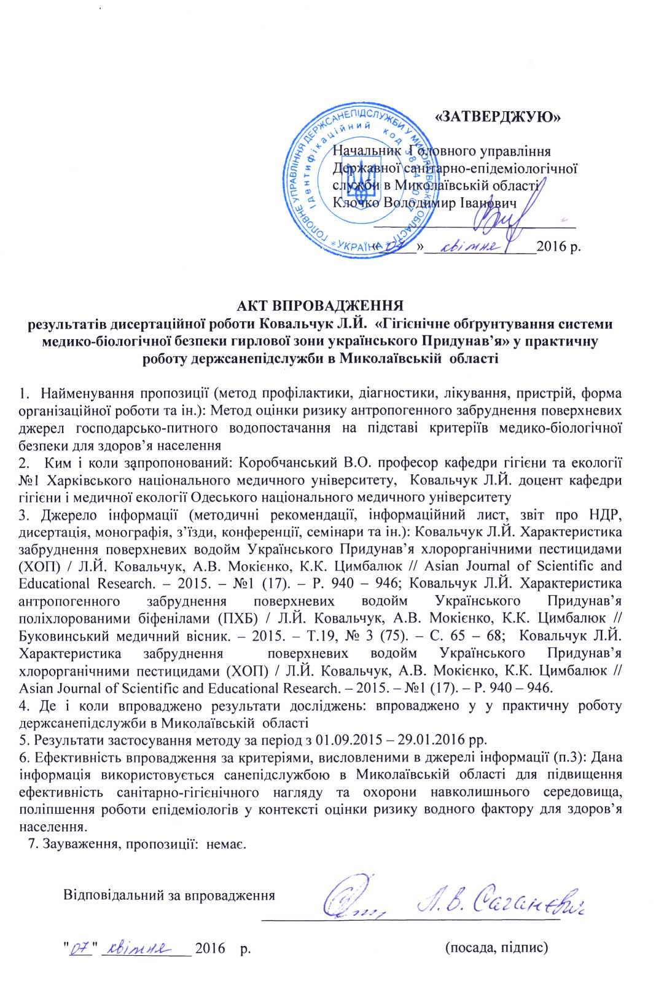 «ЗАТВЕРДЖУЮ»
Начальник Головного управління
Державної санітарно-епідеміологічної
служби в Миколаївській області
Клочко Володимир Іванович
ГОЛОВНЕ УПРАВЛІННЯ ДЕРЖСАНЕПІДСЛУЖБИ У МИКОЛАЇВСЬКІЙ ОБЛАСТІ * УКРАЇНА *
Ідентифікаційний код
«07» квітня 2016 р.
АКТ ВПРОВАДЖЕННЯ
результатів дисертаційної роботи Ковальчук Л.Й. «Гігієнічне обґрунтування системи
медико-біологічної безпеки гирлової зони українського Придунав’я» у практичну
роботу держсанепідслужби в Миколаївській області
1. Найменування пропозиції (метод профілактики, діагностики, лікування, пристрій, форма
організаційної роботи та ін.): Метод оцінки ризику антропогенного забруднення поверхневих
джерел господарсько-питного водопостачання на підставі критеріїв медико-біологічної
безпеки для здоров’я населення
2. Ким і коли запропонований: Коробчанський В.О. професор кафедри гігієни та екології
№1 Харківського національного медичного університету, Ковальчук Л.Й. доцент кафедри
гігієни і медичної екології Одеського національного медичного університету
3. Джерело інформації (методичні рекомендації, інформаційний лист, звіт про НДР,
дисертація, монографія, з’їзди, конференції, семінари та ін.): Ковальчук Л.Й. Характеристика
забруднення поверхневих водойм Українського Придунав’я хлорорганічними пестицидами
(ХОП) / Л.Й. Ковальчук, А.В. Мокієнко, К.К. Цимбалюк // Asian Journal of Scientific and
Educational Research. – 2015. – №1 (17). – P. 940 – 946; Ковальчук Л.Й. Характеристика
антропогенного забруднення поверхневих водойм Українського Придунав’я
поліхлорованими біфенілами (ПХБ) / Л.Й. Ковальчук, А.В. Мокієнко, К.К. Цимбалюк //
Буковинський медичний вісник. – 2015. – Т.19, № 3 (75). – С. 65 – 68; Ковальчук Л.Й.
Характеристика забруднення поверхневих водойм Українського Придунав’я
хлорорганічними пестицидами (ХОП) / Л.Й. Ковальчук, А.В. Мокієнко, К.К. Цимбалюк //
Asian Journal of Scientific and Educational Research. – 2015. – №1 (17). – P. 940 – 946.
4. Де і коли впроваджено результати досліджень: впроваджено у у практичну роботу
держсанепідслужби в Миколаївській області
5. Результати застосування методу за період з 01.09.2015 – 29.01.2016 рр.
6. Ефективність впровадження за критеріями, висловленими в джерелі інформації (п.3): Дана
інформація використовується санепідслужбою в Миколаївській області для підвищення
ефективність санітарно-гігієнічного нагляду та охорони навколишнього середовища,
поліпшення роботи епідеміологів у контексті оцінки ризику водного фактору для здоров’я
населення.
7. Зауваження, пропозиції: немає.
Відповідальний за впровадження
Л.В. Саганевич
"07" квітня 2016 р. (посада, підпис)